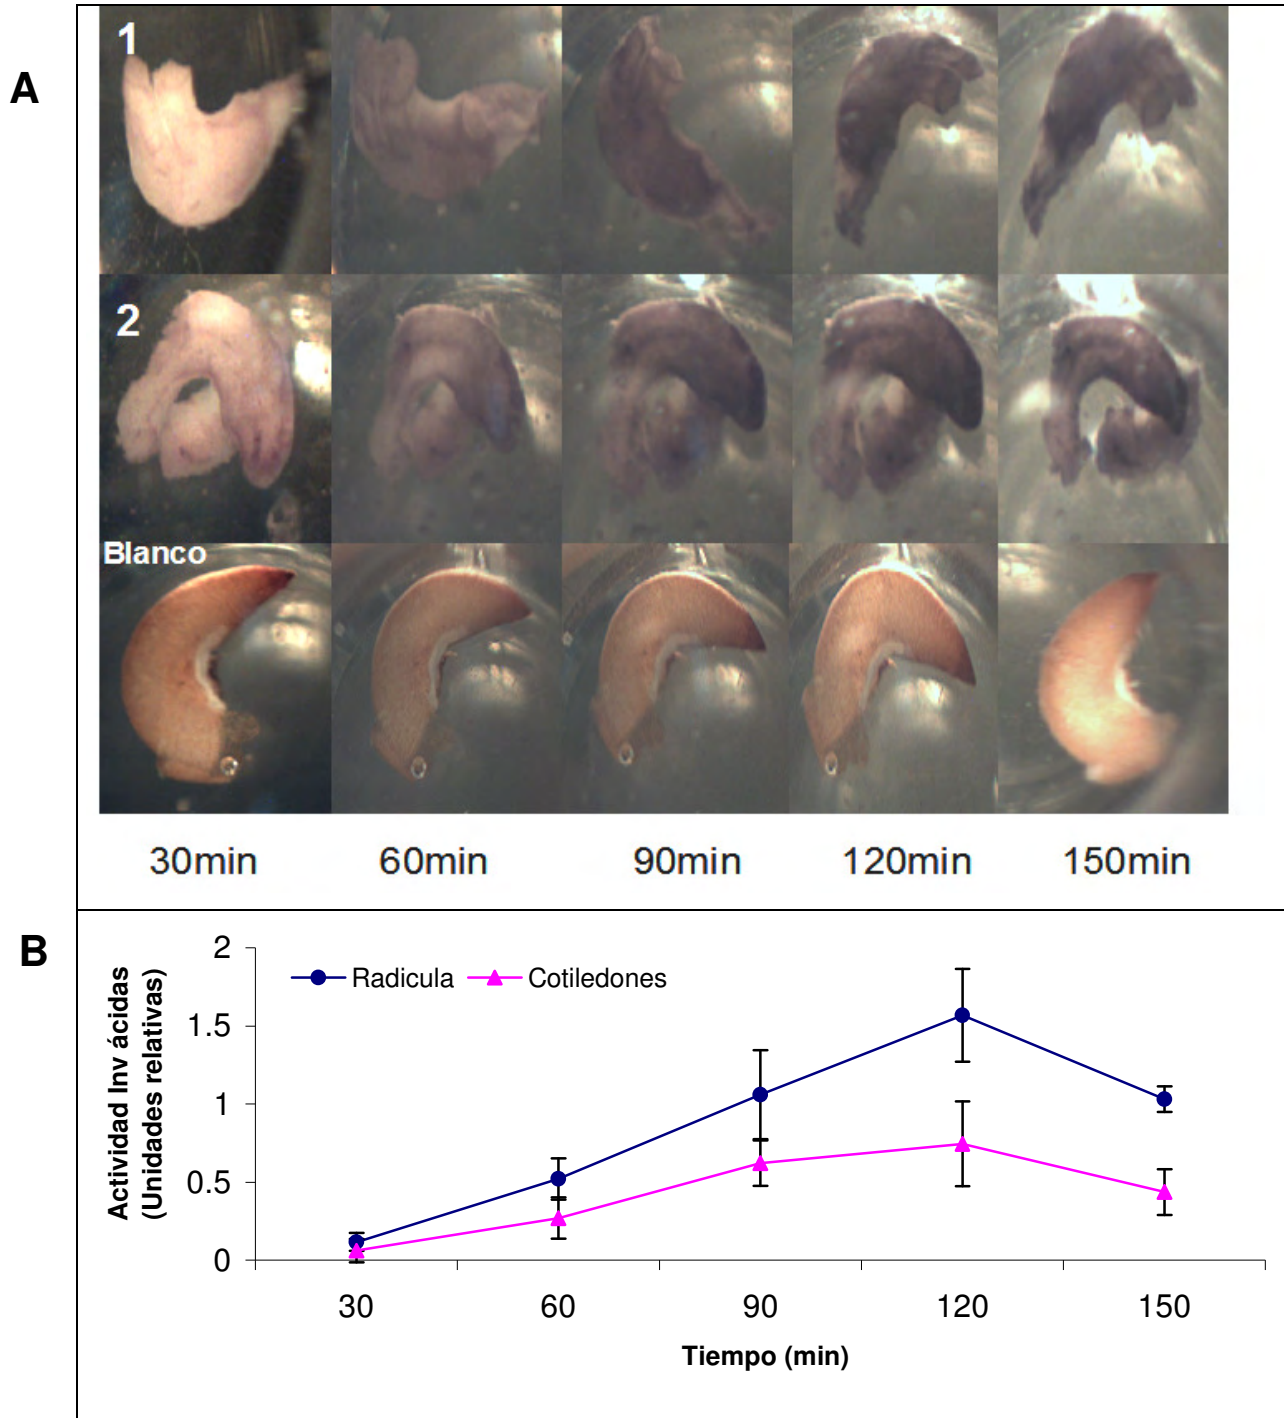 A
1
2
Blanco
30min 60min 90min 120min 150min
B
Actividad Inv ácidas
(Unidades relativas)
2
1.5
1
0.5
0
Radicula Cotiledones
30 60 90 120 150
Tiempo (min)